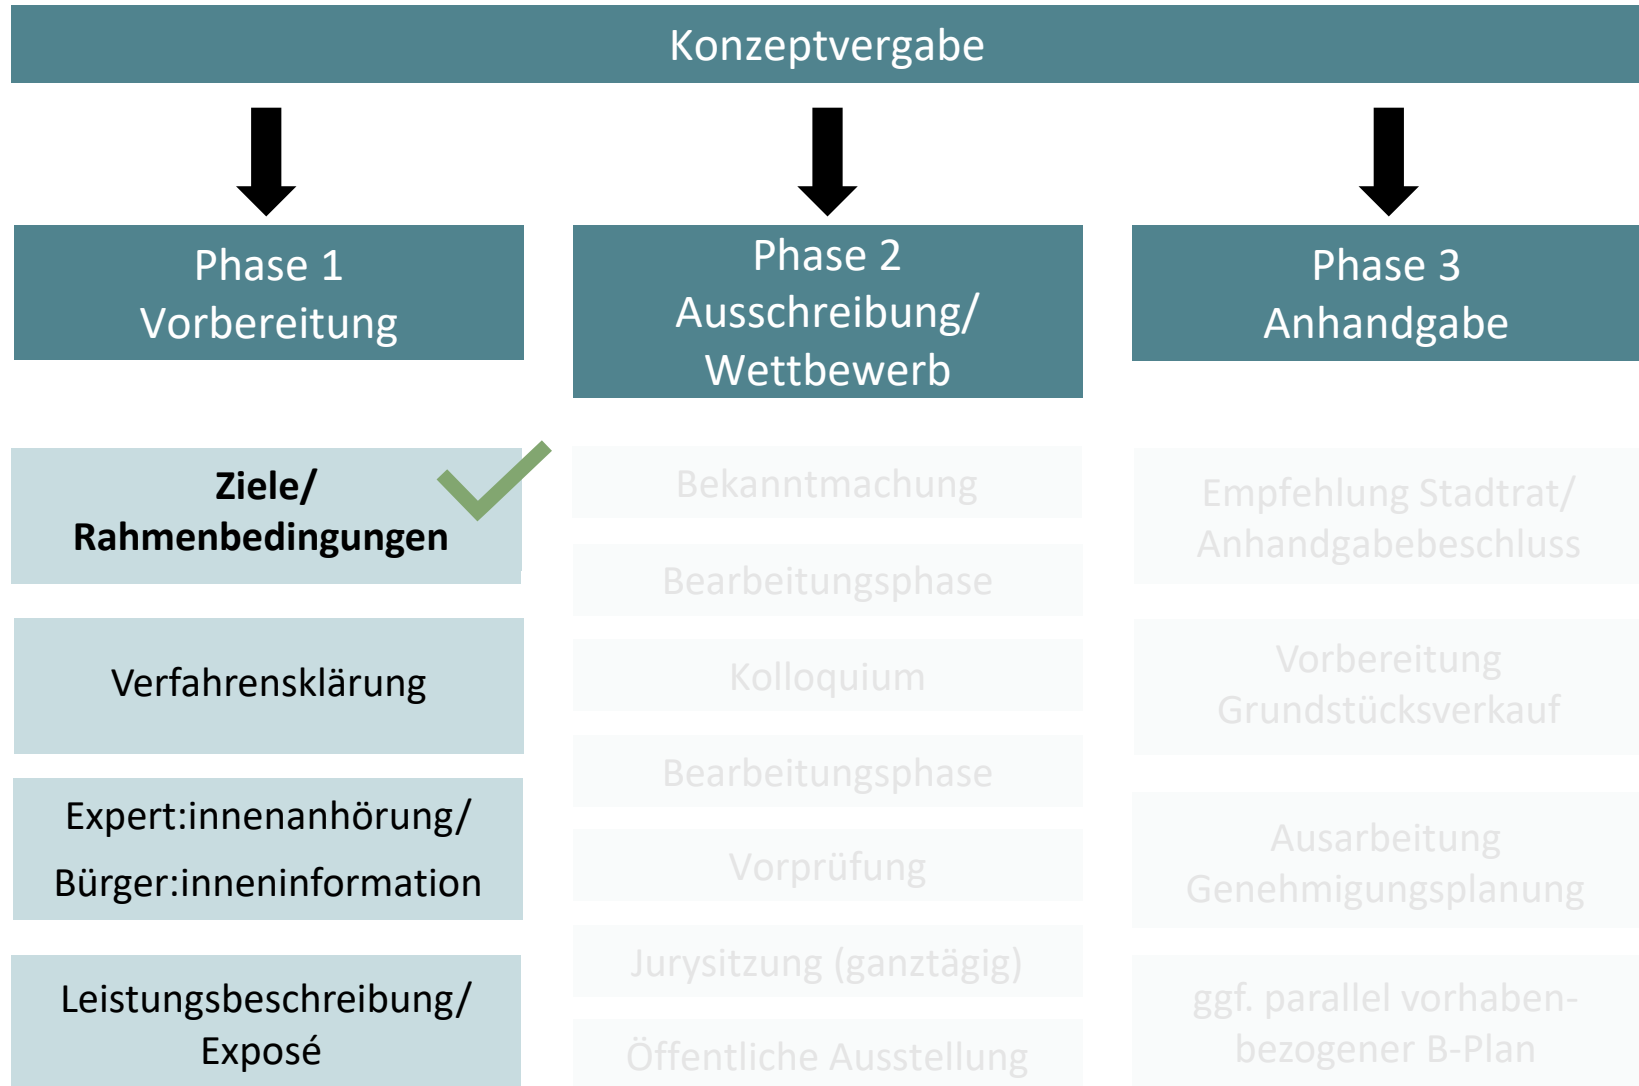 Konzeptvergabe
Phase 1
Vorbereitung
Ziele/
Rahmenbedingungen
Verfahrensklärung
Expert:innenanhörung/
Bürger:inneninformation
Leistungsbeschreibung/
Exposé
Phase 2
Ausschreibung/
Wettbewerb
Bekanntmachung
Bearbeitungsphase
Kolloquium
Bearbeitungsphase
Vorprüfung
Jurysitzung (ganztägig)
Öffentliche Ausstellung
Phase 3
Anhandgabe
Empfehlung Stadtrat/
Anhandgabebeschluss
Vorbereitung
Grundstücksverkauf
Ausarbeitung
Genehmigungsplanung
ggf. parallel vorhaben-
bezogener B-Plan